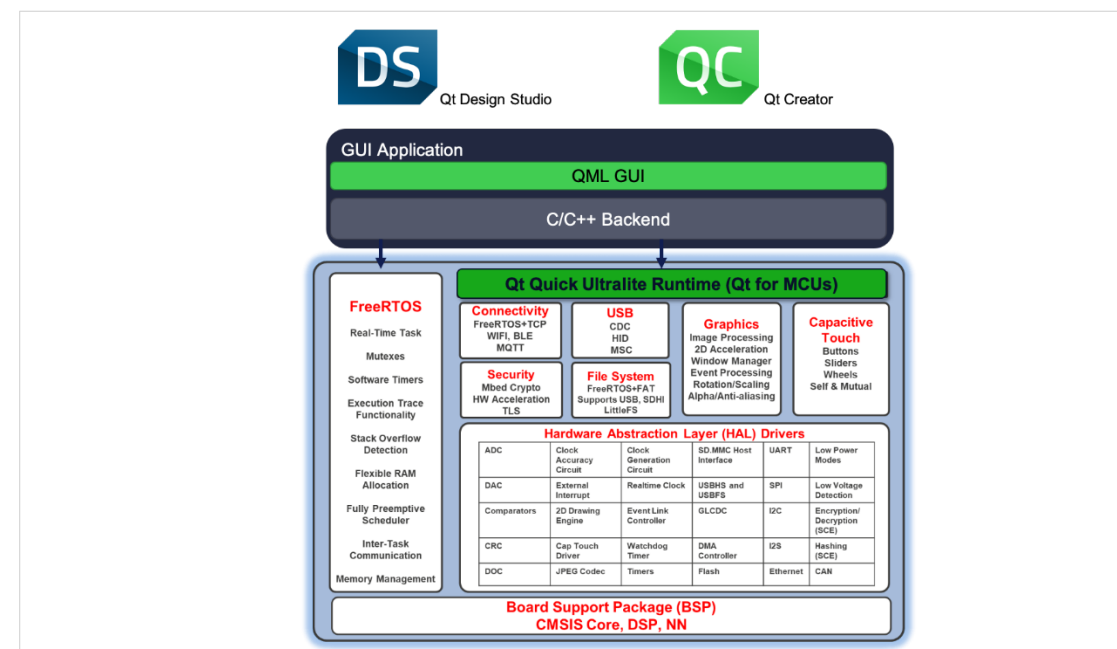 DS
Qt Design Studio
QC
Qt Creator
GUI Application
QML GUI
C/C++ Backend
FreeRTOS
Real-Time Task
Mutexes
Software Timers
Execution Trace
Functionality
Stack Overflow
Detection
Flexible RAM
Allocation
Fully Preemptive
Scheduler
Inter-Task
Communication
Memory Management
Qt Quick Ultralite Runtime (Qt for MCUs)
Connectivity
FreeRTOS+TCP
WIFI, BLE
MQTT
USB
CDC
HID
MSC
Graphics
Image Processing
2D Acceleration
Window Manager
Event Processing
Rotation/Scaling
Alpha/Anti-aliasing
Capacitive
Touch
Buttons
Sliders
Wheels
Self & Mutual
Security
Mbed Crypto
HW Acceleration
TLS
File System
FreeRTOS+FAT
Supports USB, SDHI
LittleFS
Hardware Abstraction Layer (HAL) Drivers
ADC
Clock
Accuracy
Circuit
Clock
Generation
Circuit
SD.MMC Host
Interface
UART
Low Power
Modes
DAC
External
Interrupt
Realtime Clock
USBHS and
USBFS
SPI
Low Voltage
Detection
Comparators
2D Drawing
Engine
Event Link
Controller
GLCDC
I2C
Encryption/
Decryption
(SCE)
CRC
Cap Touch
Driver
Watchdog
Timer
DMA
Controller
I2S
Hashing
(SCE)
DOC
JPEG Codec
Timers
Flash
Ethernet
CAN
Board Support Package (BSP)
CMSIS Core, DSP, NN